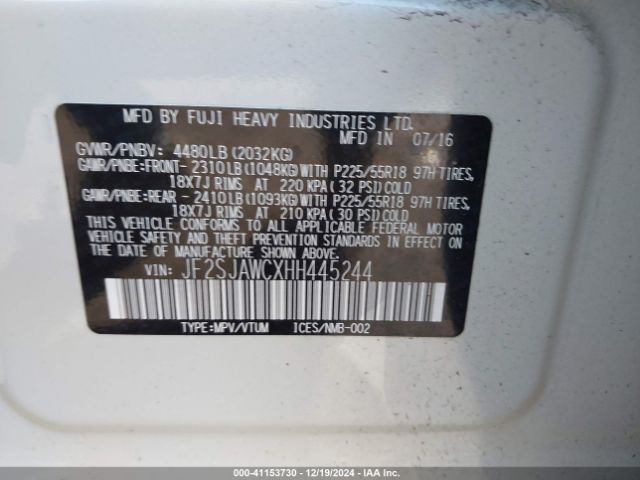 MFD BY FUJI HEAVY INDUSTRIES LTD.
MFD IN 07/16
GVWR/PNBV: 4480LB(2032KG)
GAWR/PNBE:FRONT- 2310LB(1048KG)WITH P225/55R18 97H TIRES,
18X7J RIMS AT 220 KPA(32 PSI)COLD
GAWR/PNBE:REAR - 2410LB(1093KG)WITH P225/55R18 97H TIRES,
18X7J RIMS AT 210 KPA(30 PSI)COLD
THIS VEHICLE CONFORMS TO ALL APPLICABLE FEDERAL MOTOR
VEHICLE SAFETY AND THEFT PREVENTION STANDARDS IN EFFECT ON
THE DATE OF MANUFACTURE SHOWN ABOVE.
VIN: JF2SJAWCXHH445244
TYPE:MPV/VTUM ICES/NMB-002
000-41153730 - 12/19/2024 - iaai.com